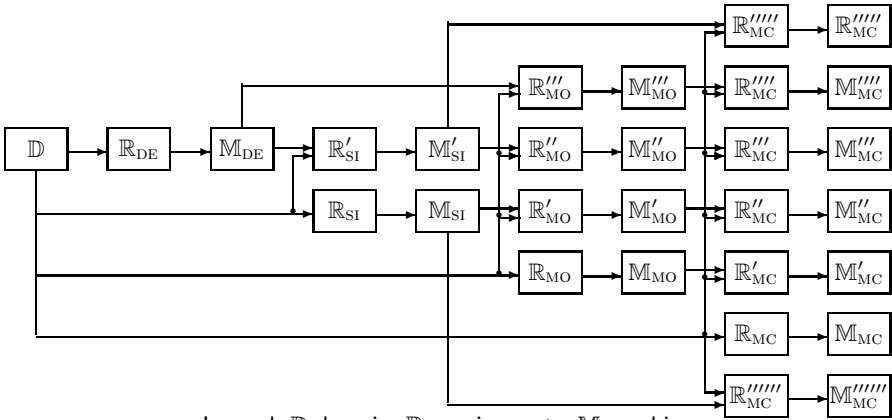 ℝ′′′′′MC ℝ′′′′′MC
ℝ′′′MO 𝕄′′′MO ℝ′′′′MC 𝕄′′′′MC
𝔻 ℝDE 𝕄DE ℝ′SI 𝕄′SI ℝ′′MO 𝕄′′MO ℝ′′′MC 𝕄′′′MC
ℝSI 𝕄SI ℝ′MO 𝕄′MO ℝ′′MC 𝕄′′MC
ℝMO 𝕄MO ℝ′MC 𝕄′MC
ℝMC 𝕄MC
ℝ′′′′′′MC 𝕄′′′′′′MC